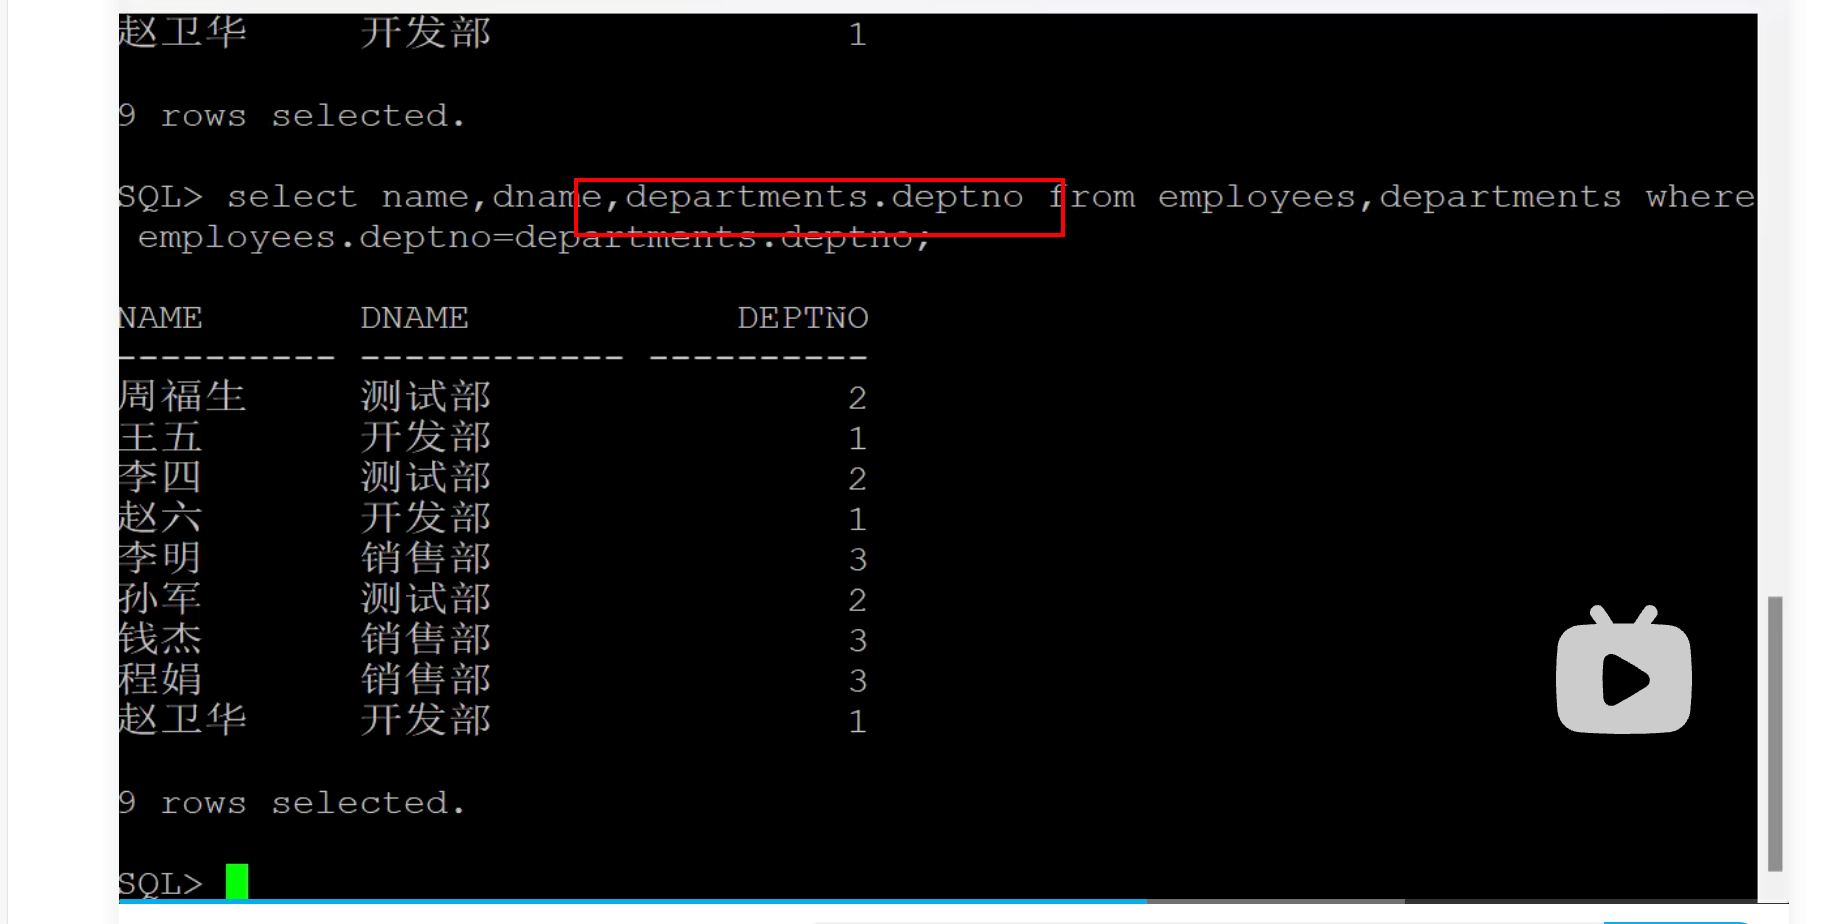 赵卫华 开发部 1
9 rows selected.
SQL> select name,dname,departments.deptno from employees,departments where
employees.deptno=departments.deptno;
NAME DNAME DEPTNO
---------- ------------ ----------
周福生 测试部 2
王五 开发部 1
李四 测试部 2
赵六 开发部 1
李明 销售部 3
孙军 测试部 2
钱杰 销售部 3
程娟 销售部 3
赵卫华 开发部 1
9 rows selected.
SQL>